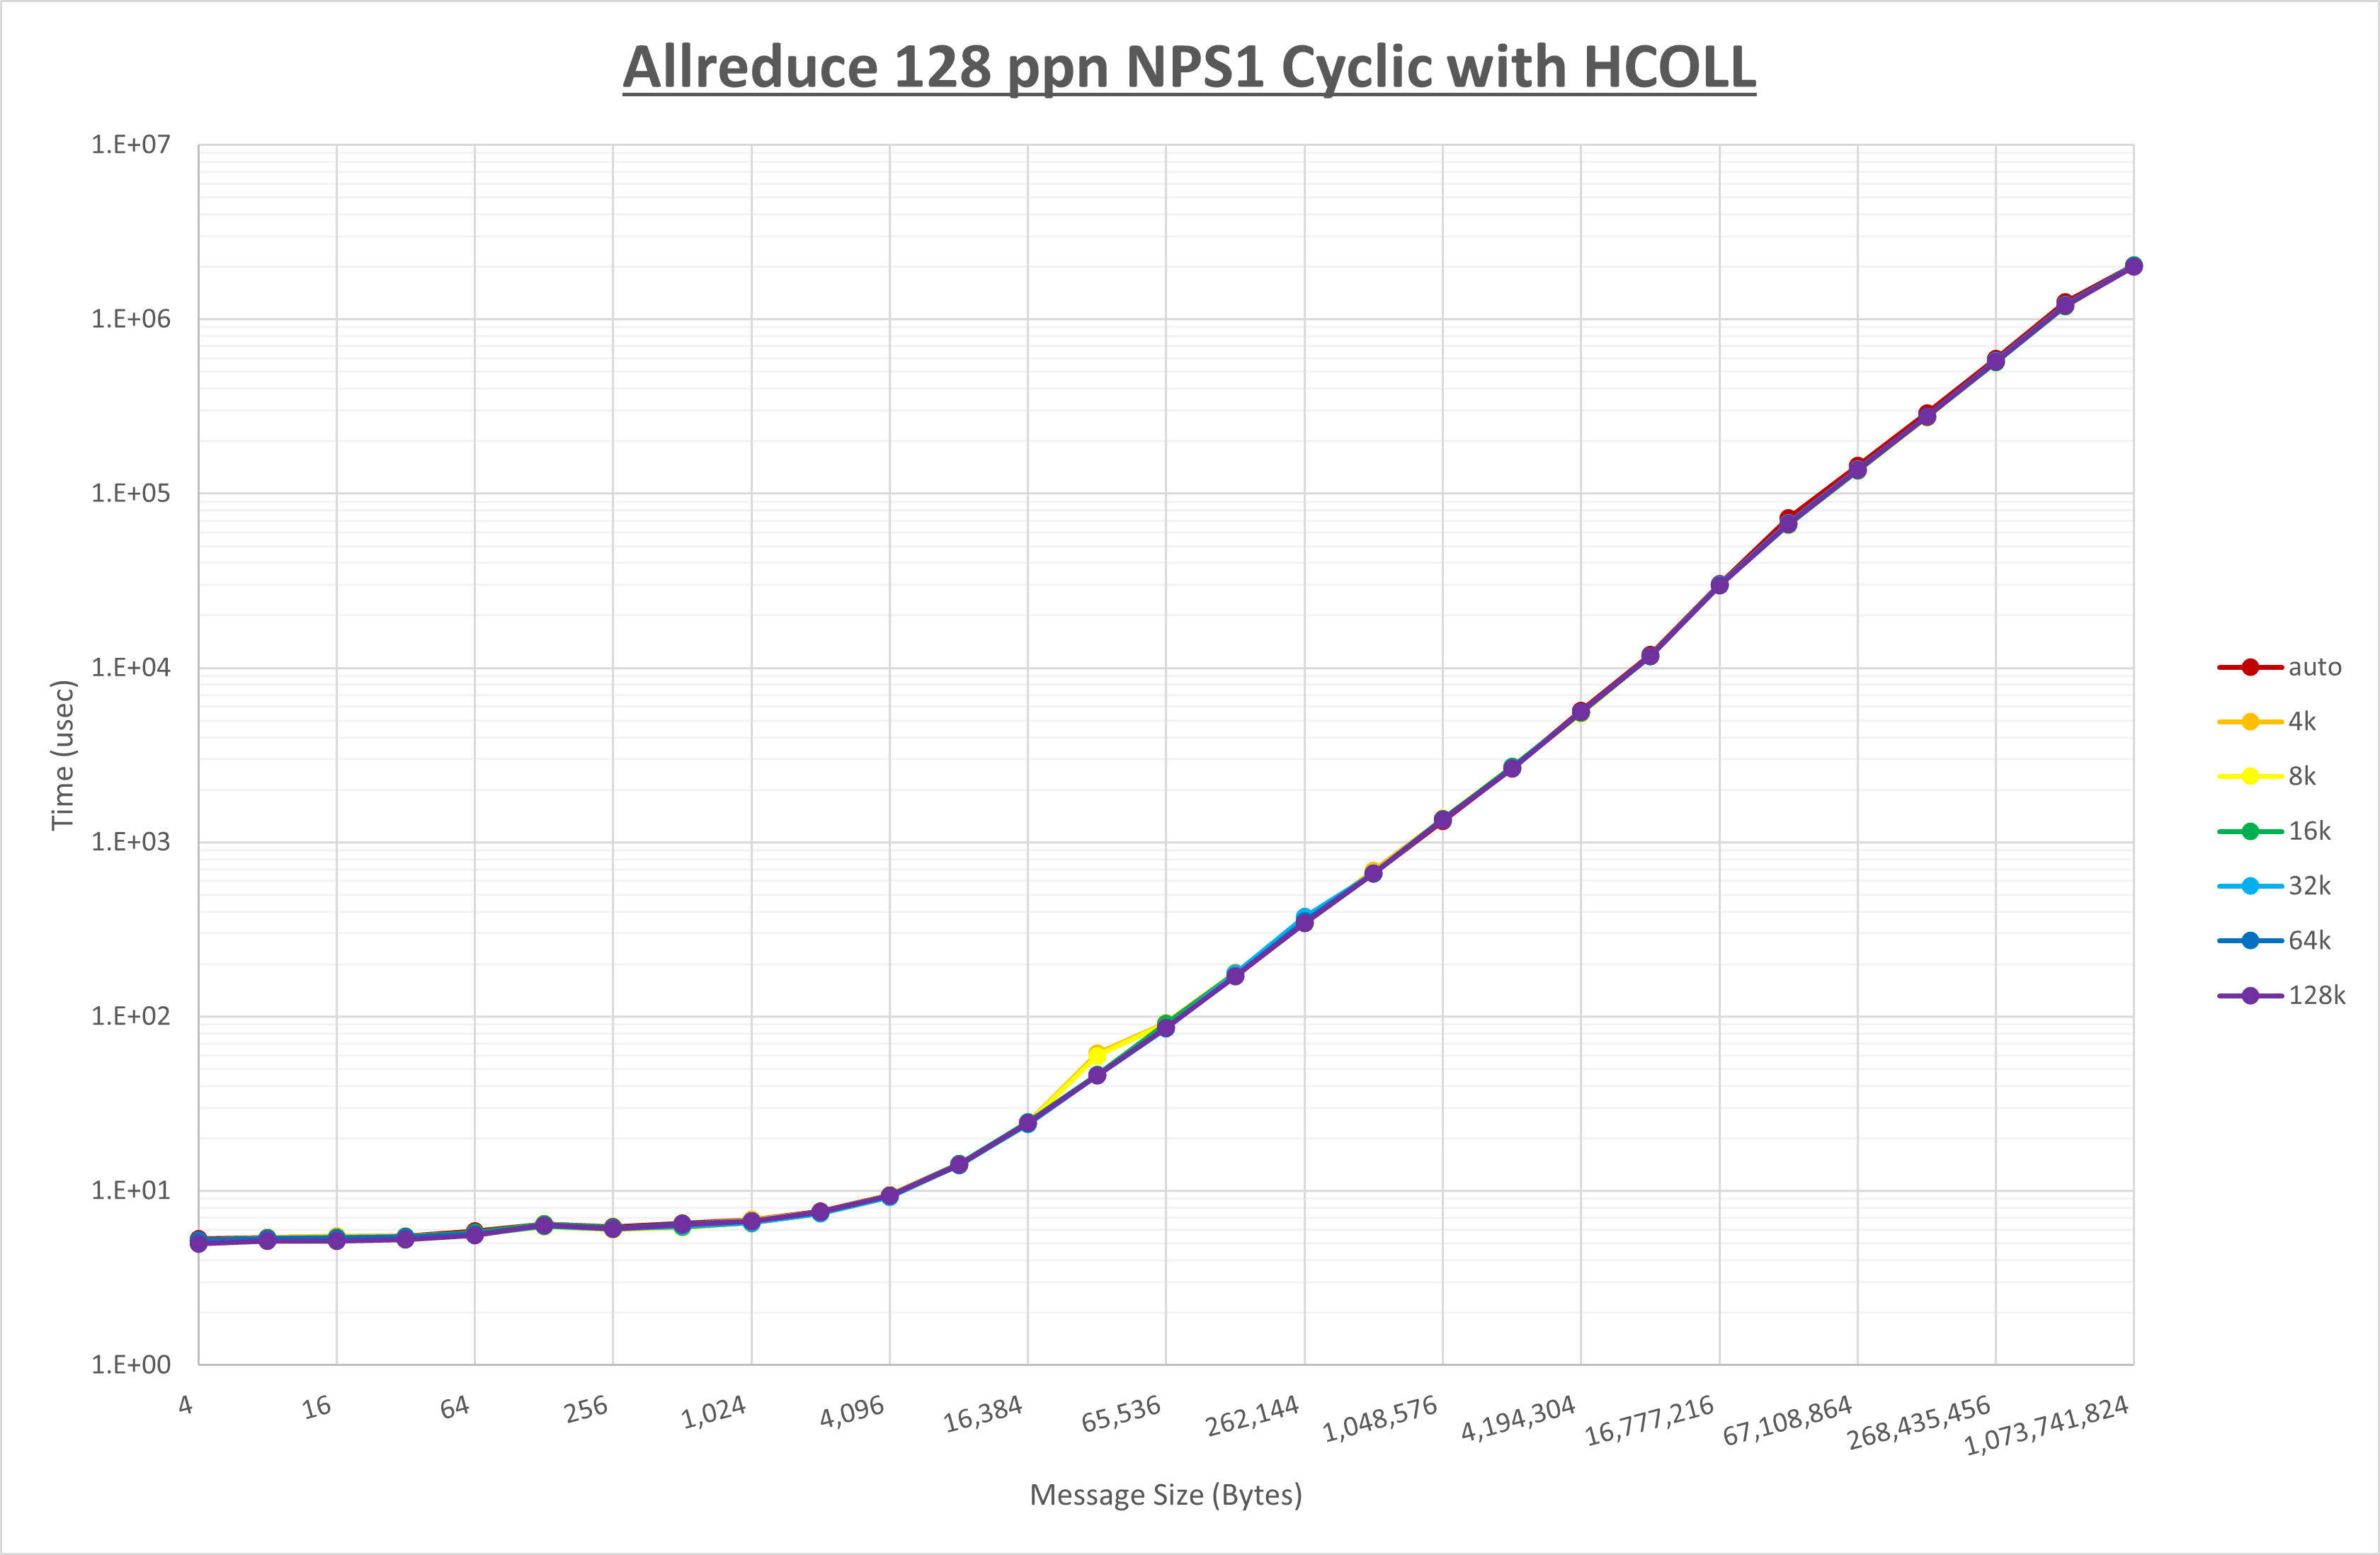 Allreduce 128 ppn NPS1 Cyclic with HCOLL
1.E+07
1.E+06
1.E+05
1.E+04
1.E+03
1.E+02
1.E+01
1.E+00
Time (usec)
4
16
64
256
1,024
4,096
16,384
65,536
262,144
1,048,576
4,194,304
16,777,216
67,108,864
268,435,456
1,073,741,824
Message Size (Bytes)
auto
4k
8k
16k
32k
64k
128k